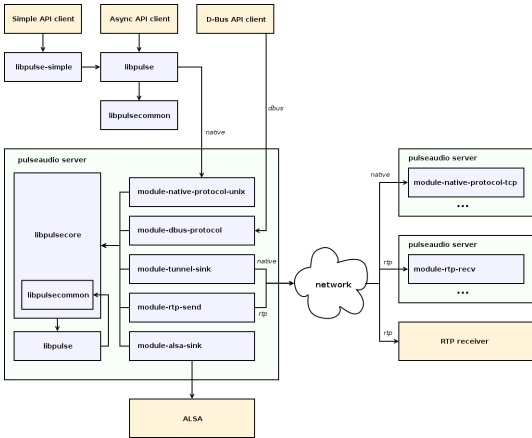 Simple API client
Async API client
D-Bus API client
libpulse-simple
libpulse
libpulsecommon
dbus
native
pulseaudio server
libpulsecore
libpulsecommon
libpulse
module-native-protocol-unix
module-dbus-protocol
module-tunnel-sink
module-rtp-send
module-alsa-sink
native
rtp
ALSA
network
native
rtp
rtp
pulseaudio server
module-native-protocol-tcp
...
pulseaudio server
module-rtp-recv
...
RTP receiver